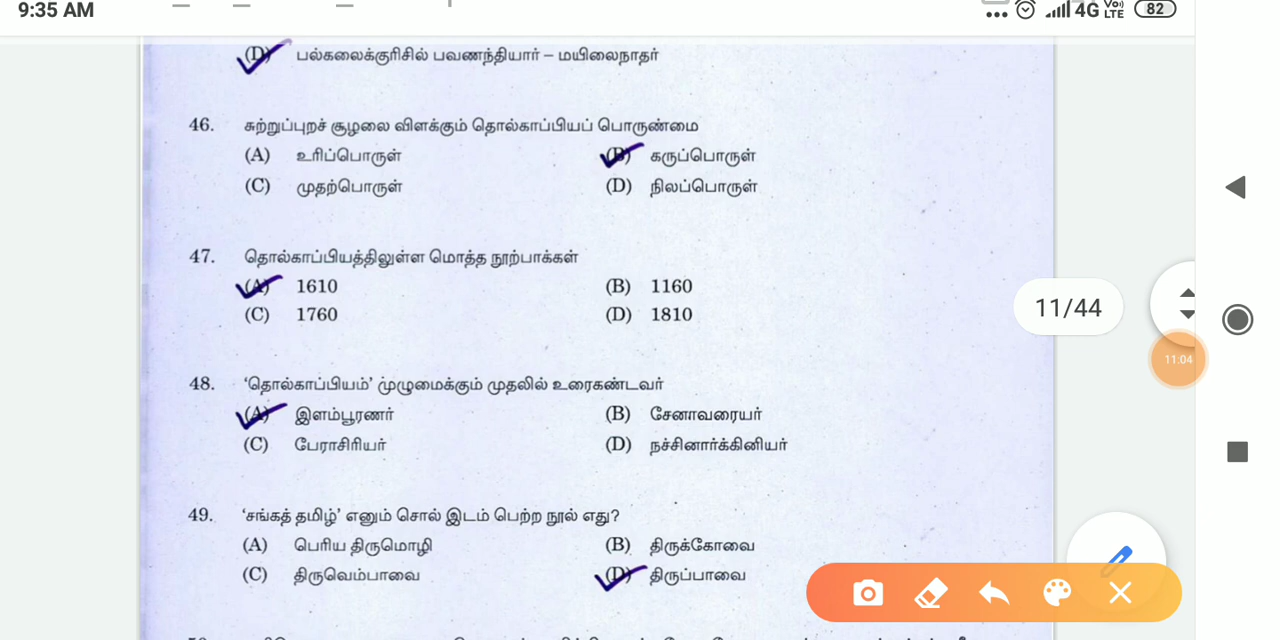 9:35 AM
4G VoLTE 82
(D) பல்கலைக்குரிசில் பவணந்தியார் – மயிலைநாதர்
46. சுற்றுப்புறச் சூழலை விளக்கும் தொல்காப்பியப் பொருண்மை
(A) உரிப்பொருள் (B) கருப்பொருள்
(C) முதற்பொருள் (D) நிலப்பொருள்
47. தொல்காப்பியத்திலுள்ள மொத்த நூற்பாக்கள்
(A) 1610 (B) 1160
(C) 1760 (D) 1810
11/44
11:04
48. ‘தொல்காப்பியம்’ முழுமைக்கும் முதலில் உரைகண்டவர்
(A) இளம்பூரணர் (B) சேனாவரையர்
(C) பேராசிரியர் (D) நச்சினார்க்கினியர்
49. ‘சங்கத் தமிழ்’ எனும் சொல் இடம் பெற்ற நூல் எது?
(A) பெரிய திருமொழி (B) திருக்கோவை
(C) திருவெம்பாவை (D) திருப்பாவை